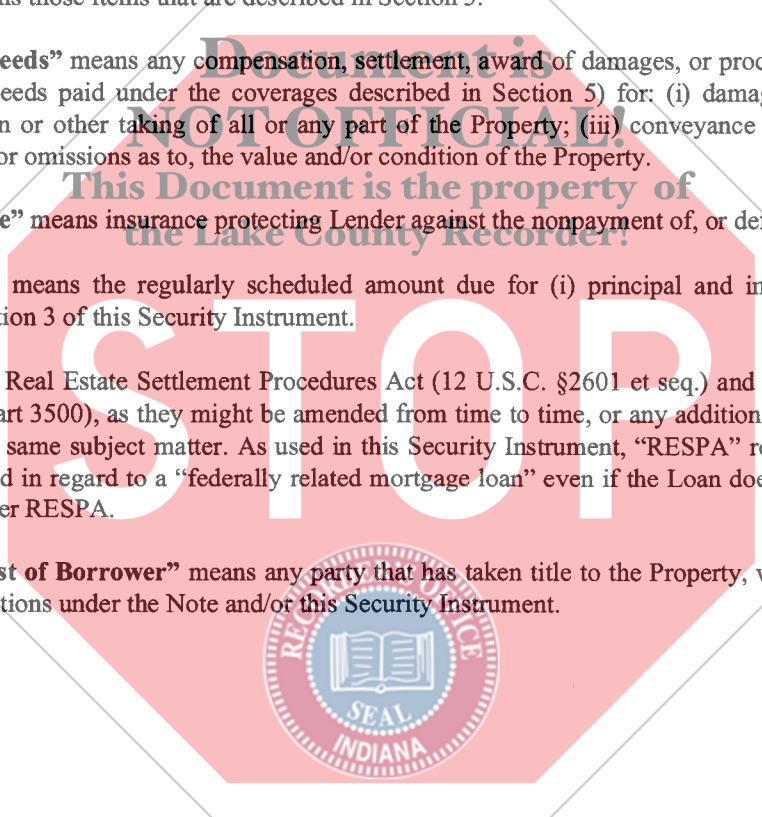 ns those items that are described in Section 3.
eeds” means any compensation, settlement, award of damages, or proc
eeds paid under the coverages described in Section 5) for: (i) damag
n or other taking of all or any part of the Property; (iii) conveyance
or omissions as to, the value and/or condition of the Property.
e” means insurance protecting Lender against the nonpayment of, or def
means the regularly scheduled amount due for (i) principal and in
tion 3 of this Security Instrument.
Real Estate Settlement Procedures Act (12 U.S.C. §2601 et seq.) and
art 3500), as they might be amended from time to time, or any addition
same subject matter. As used in this Security Instrument, “RESPA” re
d in regard to a “federally related mortgage loan” even if the Loan doe
er RESPA.
st of Borrower” means any party that has taken title to the Property, w
tions under the Note and/or this Security Instrument.
Document is
NOT OFFICIAL!
This Document is the property of
the Lake County Recorder!
STOP
RECORDER'S OFFICE
SEAL
INDIANA